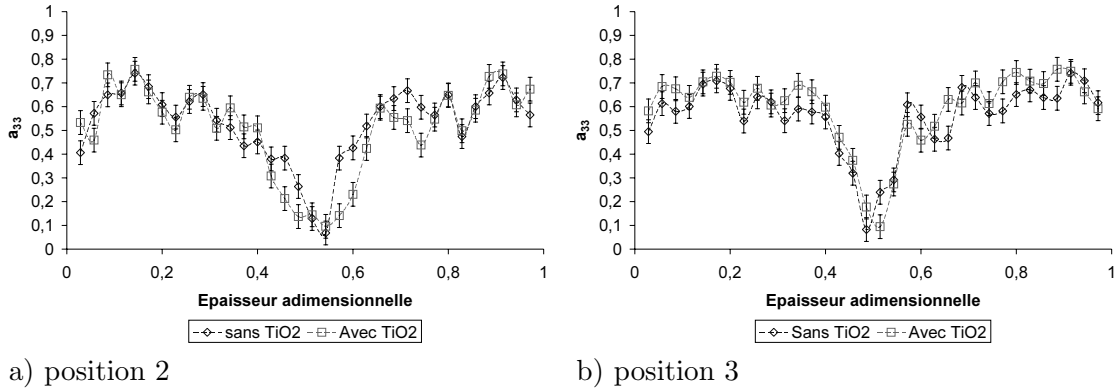 1
0,9
0,8
0,7
0,6
0,5
0,4
0,3
0,2
0,1
0
a33
0 0,2 0,4 0,6 0,8 1
Epaisseur adimensionnelle
sans TiO2 Avec TiO2
a) position 2
1
0,9
0,8
0,7
0,6
0,5
0,4
0,3
0,2
0,1
0
a33
0 0,2 0,4 0,6 0,8 1
Epaisseur adimensionnelle
Sans TiO2 Avec TiO2
b) position 3